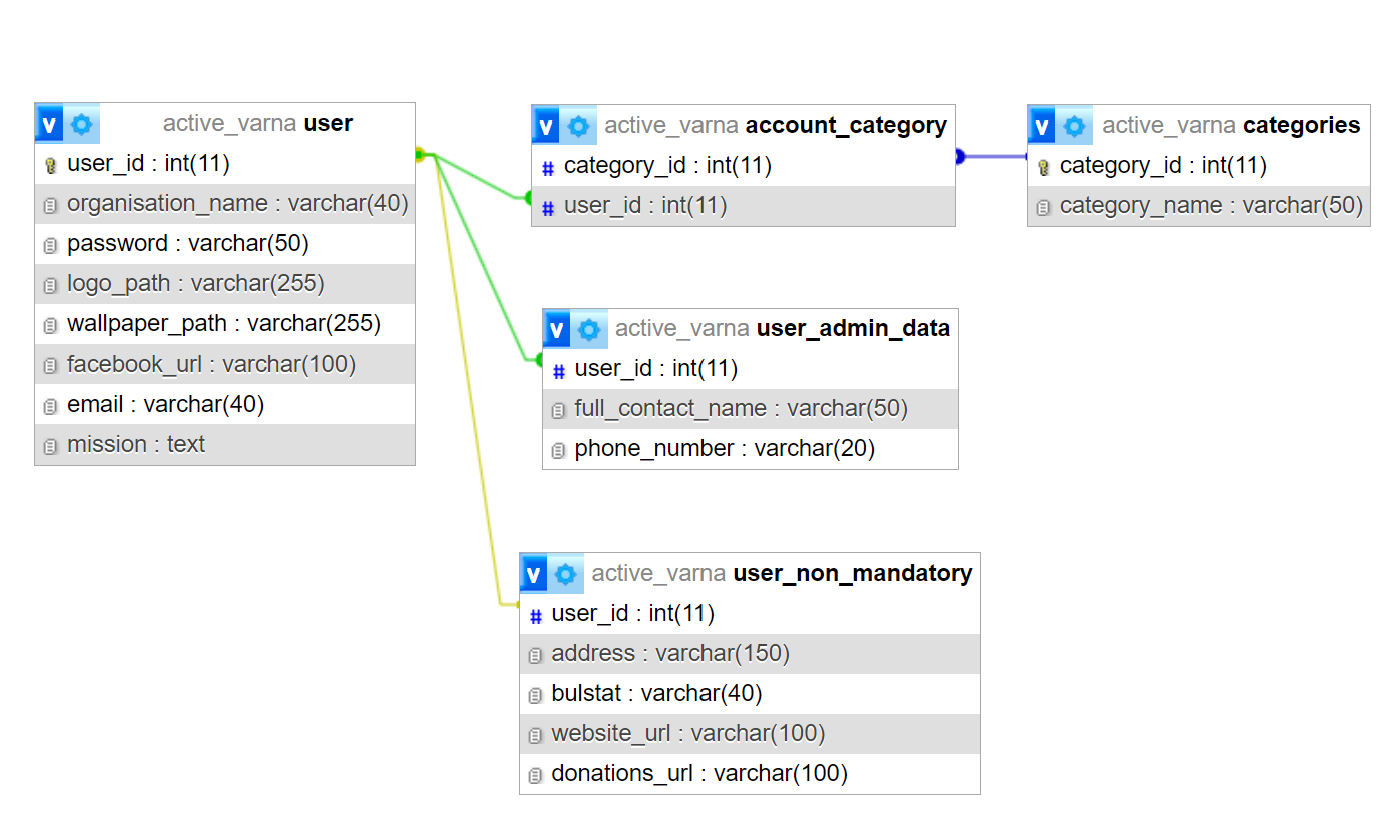 v active_varna user
user_id : int(11)
organisation_name : varchar(40)
password : varchar(50)
logo_path : varchar(255)
wallpaper_path : varchar(255)
facebook_url : varchar(100)
email : varchar(40)
mission : text
v active_varna account_category
# category_id : int(11)
# user_id : int(11)
v active_varna categories
category_id : int(11)
category_name : varchar(50)
v active_varna user_admin_data
# user_id : int(11)
full_contact_name : varchar(50)
phone_number : varchar(20)
v active_varna user_non_mandatory
# user_id : int(11)
address : varchar(150)
bulstat : varchar(40)
website_url : varchar(100)
donations_url : varchar(100)